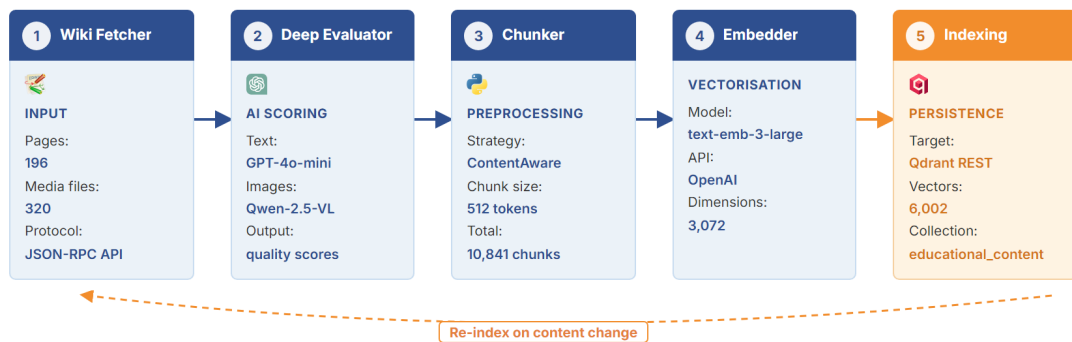 1 Wiki Fetcher
INPUT
Pages:
196
Media files:
320
Protocol:
JSON-RPC API
2 Deep Evaluator
AI SCORING
Text:
GPT-4o-mini
Images:
Qwen-2.5-VL
Output:
quality scores
3 Chunker
PREPROCESSING
Strategy:
ContentAware
Chunk size:
512 tokens
Total:
10,841 chunks
4 Embedder
VECTORISATION
Model:
text-emb-3-large
API:
OpenAI
Dimensions:
3,072
5 Indexing
PERSISTENCE
Target:
Qdrant REST
Vectors:
6,002
Collection:
educational_content
Re-index on content change